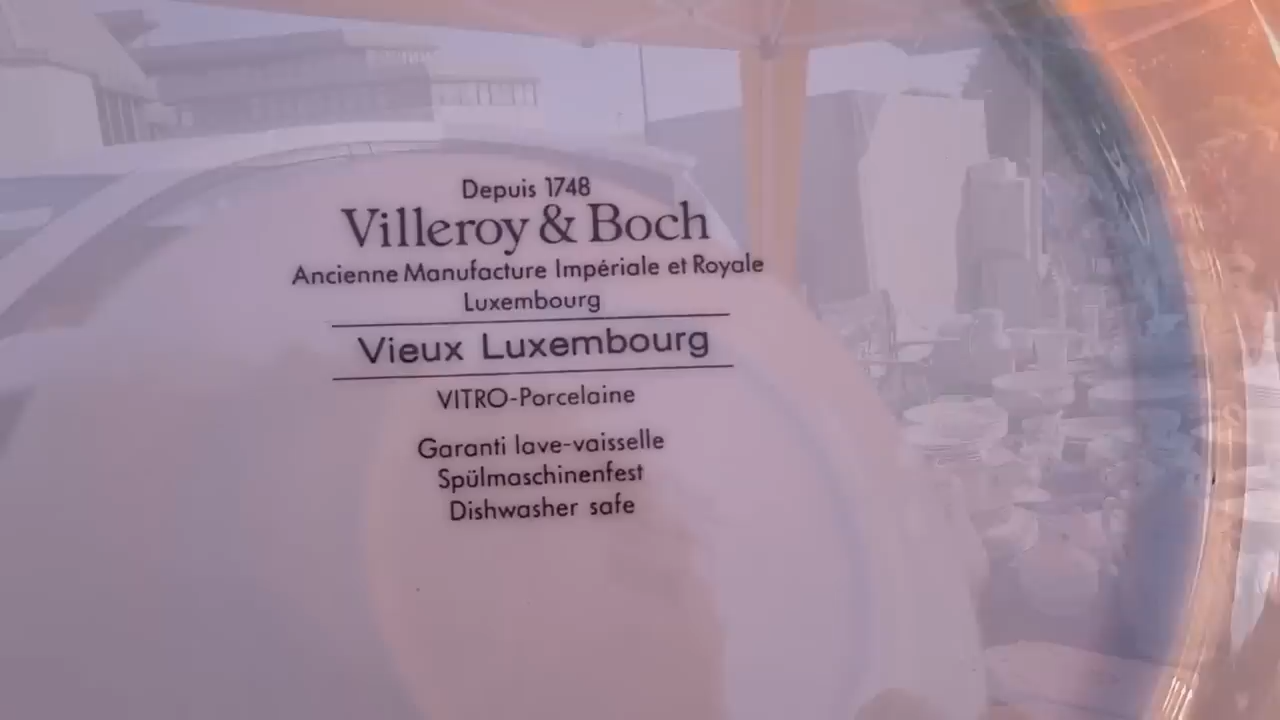 Depuis 1748
Villeroy & Boch
Ancienne Manufacture Impériale et Royale
Luxembourg
Vieux Luxembourg
VITRO-Porcelaine
Garanti lave-vaisselle
Spülmaschinenfest
Dishwasher safe